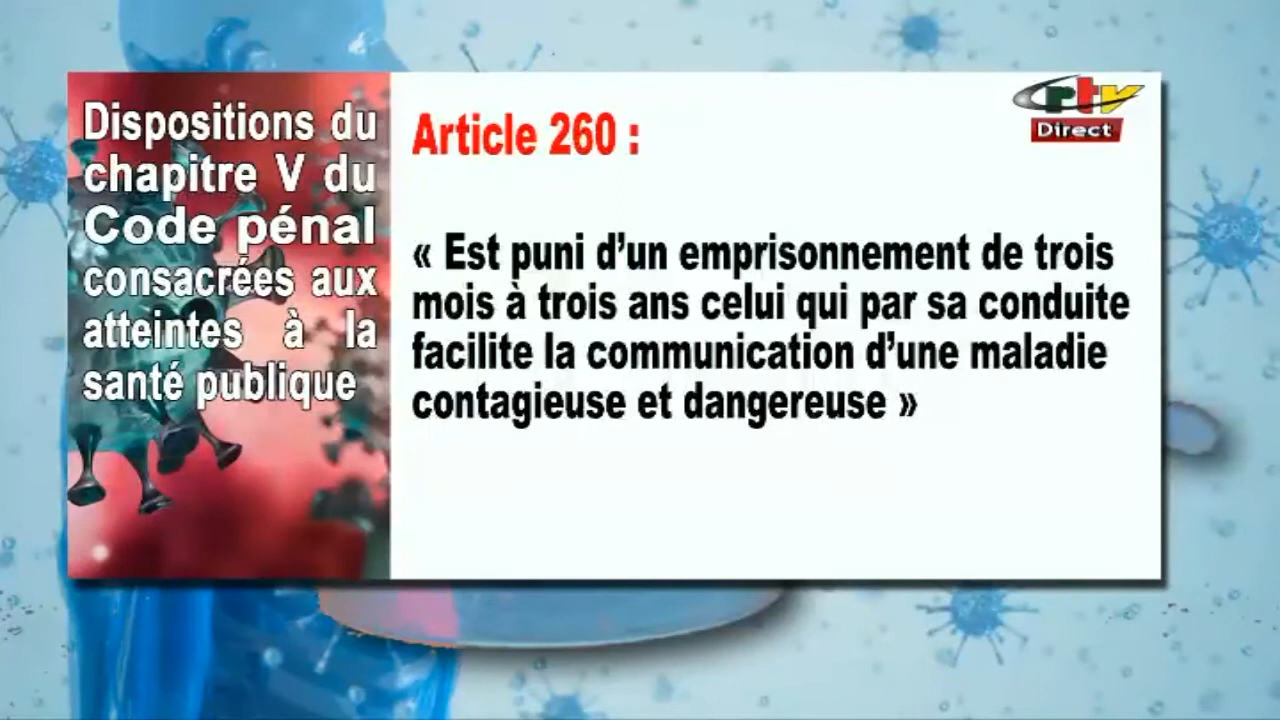 Dispositions du
chapitre V du
Code pénal
consacrées aux
atteintes à la
santé publique
crtv
Direct
Article 260 :
« Est puni d’un emprisonnement de trois
mois à trois ans celui qui par sa conduite
facilite la communication d’une maladie
contagieuse et dangereuse »